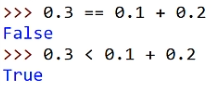 >>> 0.3 == 0.1 + 0.2
False
>>> 0.3 < 0.1 + 0.2
True